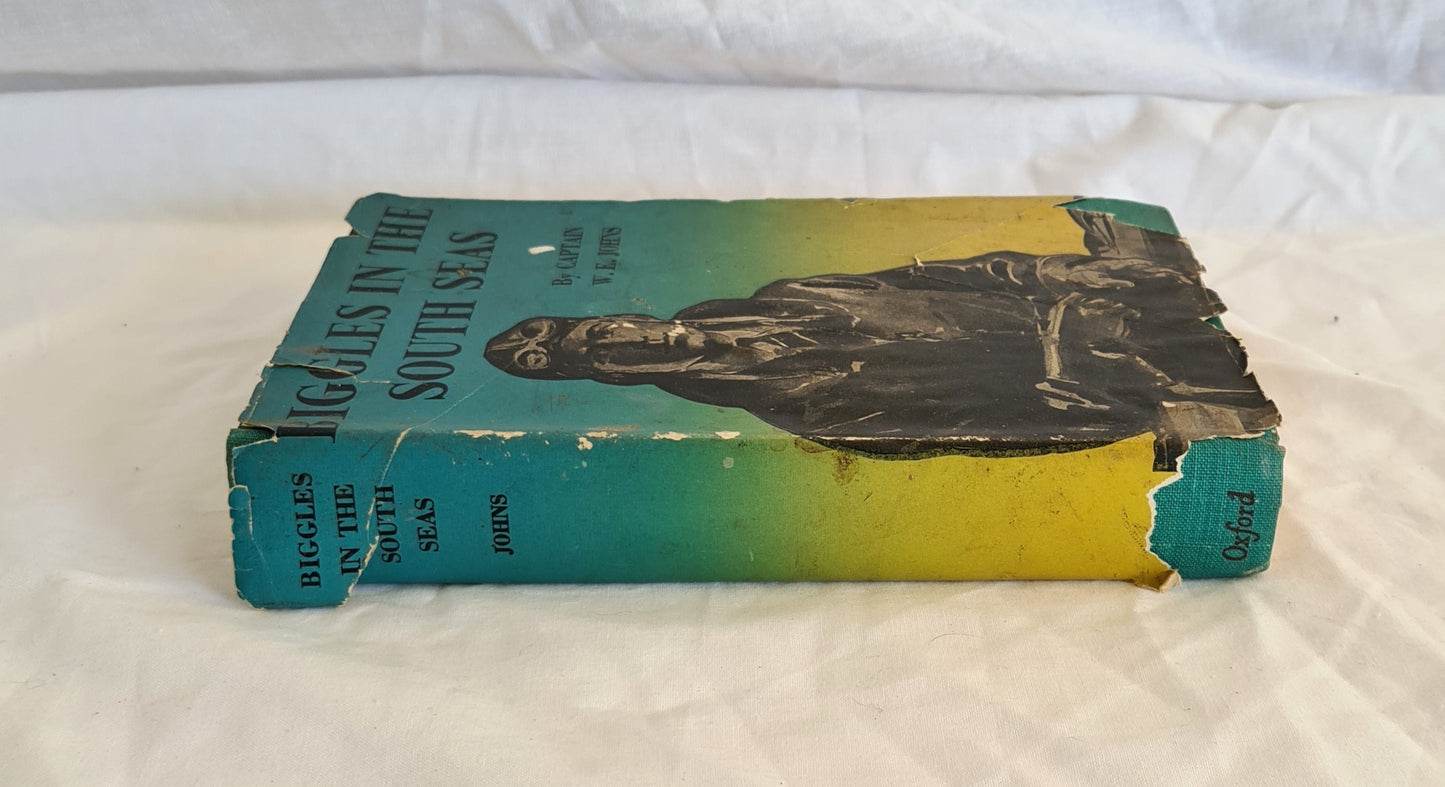 BIGGLES IN THE
SOUTH SEAS
By CAPTAIN
W. E. JOHNS
BIGGLES
IN THE
SOUTH
SEAS
JOHNS
Oxford